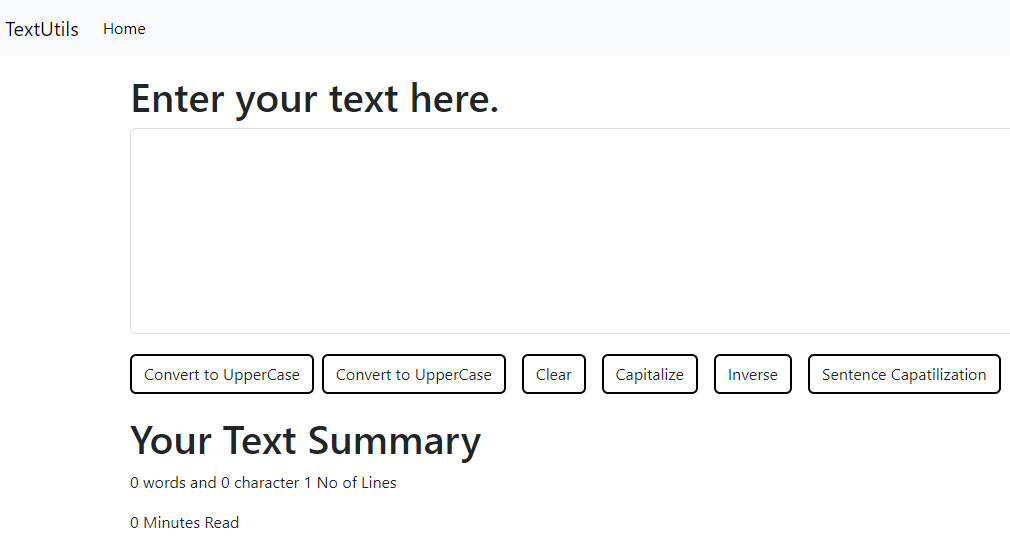 TextUtils Home
Enter your text here.
Convert to UpperCase Convert to UpperCase Clear Capitalize Inverse Sentence Capatilization
Your Text Summary
0 words and 0 character 1 No of Lines
0 Minutes Read